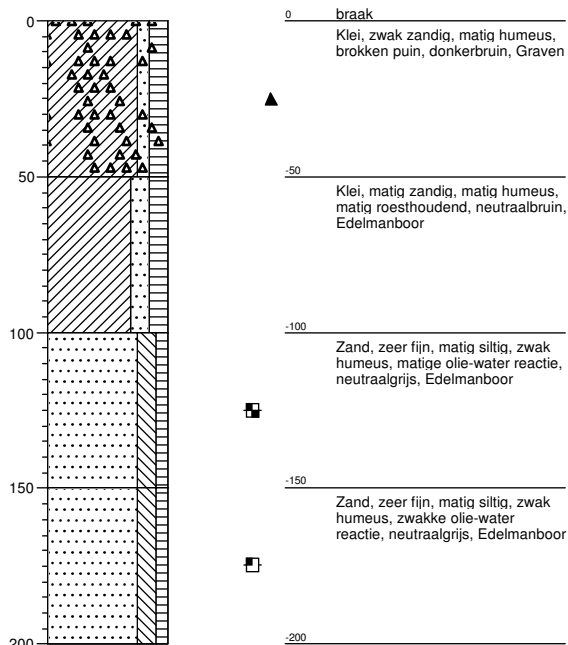 0
0
braak
Klei, zwak zandig, matig humeus,
brokken puin, donkerbruin, Graven
50
-50
Klei, matig zandig, matig humeus,
matig roesthoudend, neutraalbruin,
Edelmanboor
100
-100
Zand, zeer fijn, matig siltig, zwak
humeus, matige olie-water reactie,
neutraalgrijs, Edelmanboor
150
-150
Zand, zeer fijn, matig siltig, zwak
humeus, zwakke olie-water
reactie, neutraalgrijs, Edelmanboor
200
-200